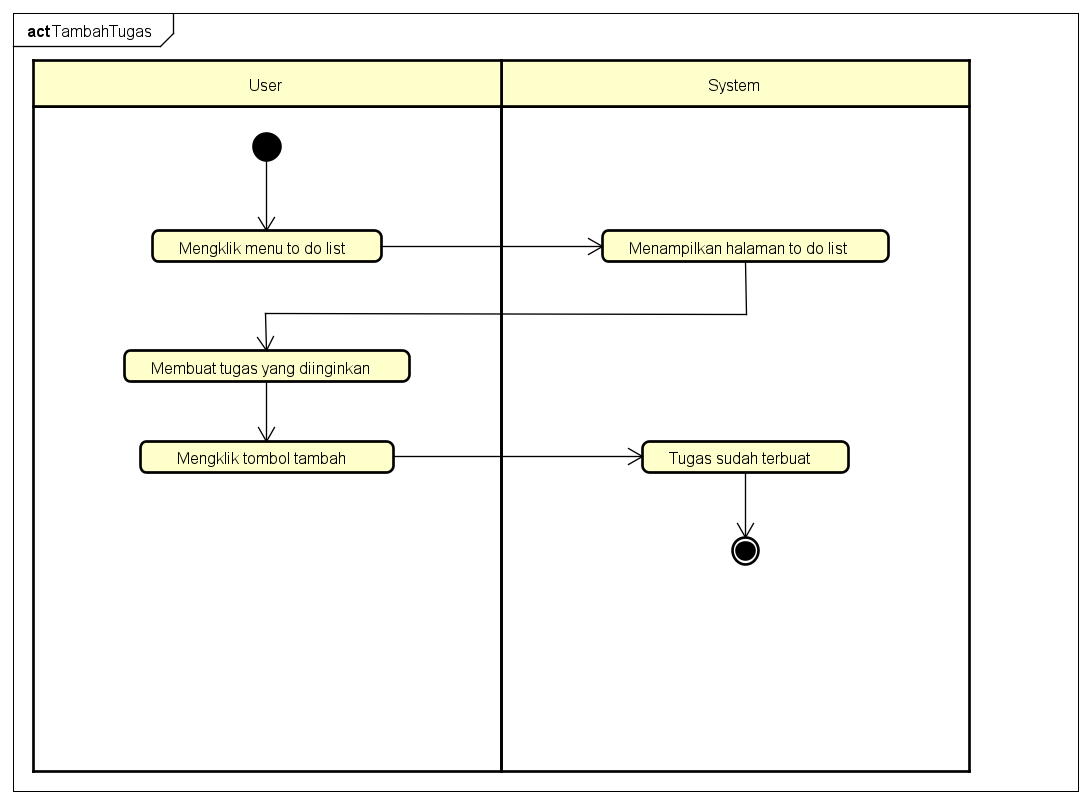 act TambahTugas
User
System
Mengklik menu to do list
Menampilkan halaman to do list
Membuat tugas yang diinginkan
Mengklik tombol tambah
Tugas sudah terbuat